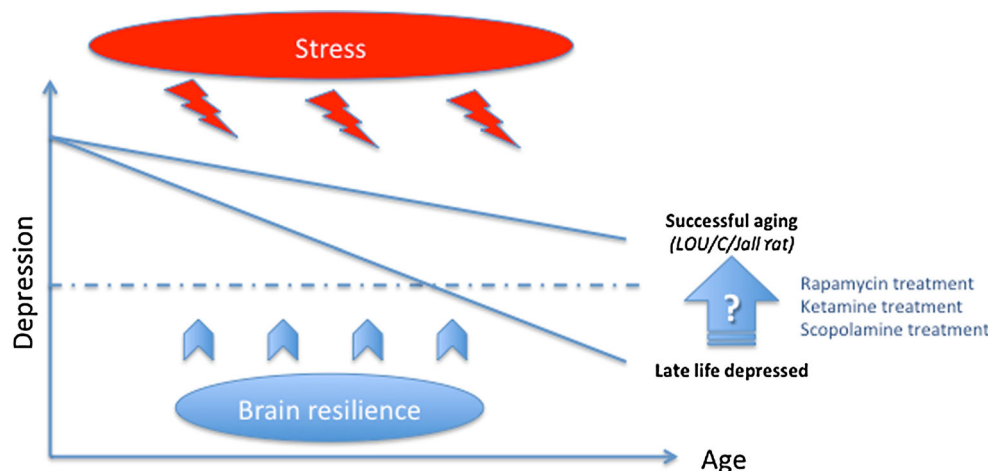 Stress
Depression
Successful aging
(LOU/C/Jall rat)
?
Rapamycin treatment
Ketamine treatment
Scopolamine treatment
Late life depressed
Brain resilience
Age